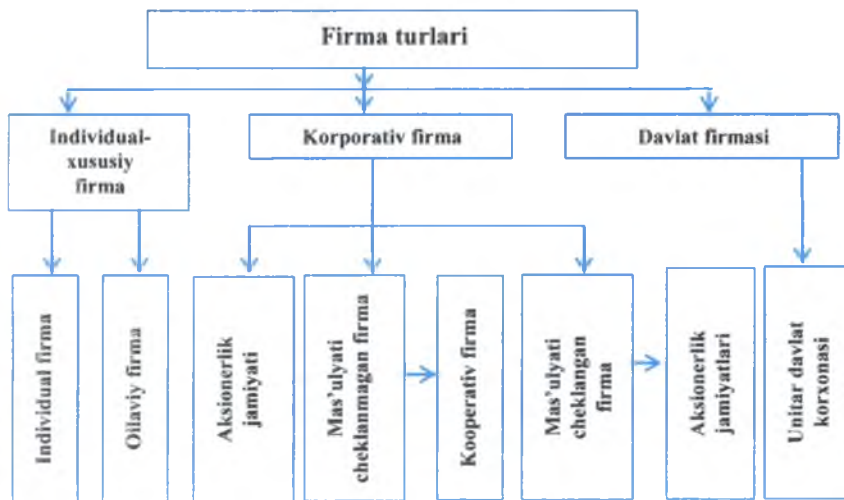 Firma turlari
Individual-
xususiy
firma
Korporativ firma
Davlat firmasi
Individual firma
Oilaviy firma
Aksionerlik
jamiyati
Mas’ulyati
cheklanmagan firma
Kooperativ firma
Mas’ulyati
cheklangan
firma
Aksionerlik
jamiyatlari
Unitar davlat
korxonasi